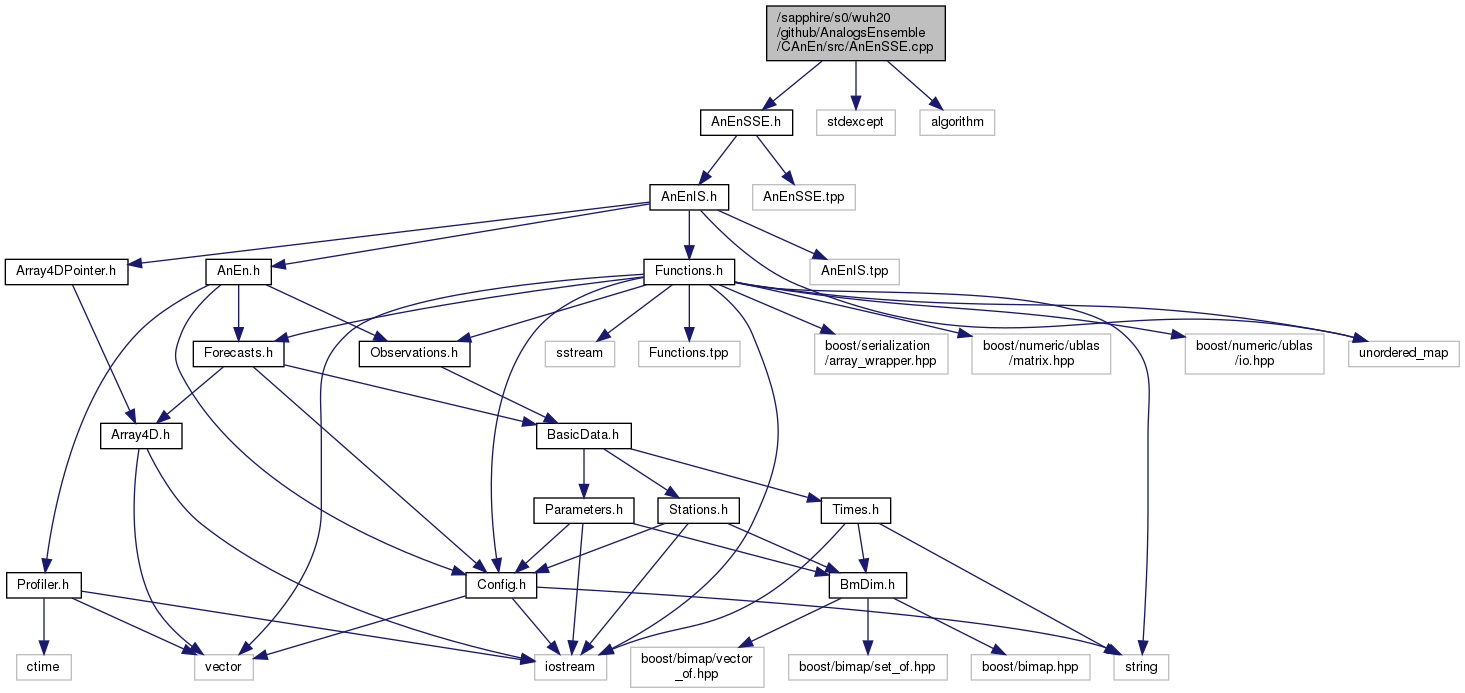 /sapphire/s0/wuh20
/github/AnalogsEnsemble
/CAnEn/src/AnEnSSE.cpp
AnEnSSE.h
stdexcept
algorithm
AnEnIS.h
AnEnSSE.tpp
Array4DPointer.h
AnEn.h
Functions.h
AnEnIS.tpp
Forecasts.h
Observations.h
sstream
Functions.tpp
boost/serialization
/array_wrapper.hpp
boost/numeric/ublas
/matrix.hpp
boost/numeric/ublas
/io.hpp
unordered_map
Array4D.h
BasicData.h
Parameters.h
Stations.h
Times.h
Profiler.h
Config.h
BmDim.h
ctime
vector
iostream
boost/bimap/vector
_of.hpp
boost/bimap/set_of.hpp
boost/bimap.hpp
string